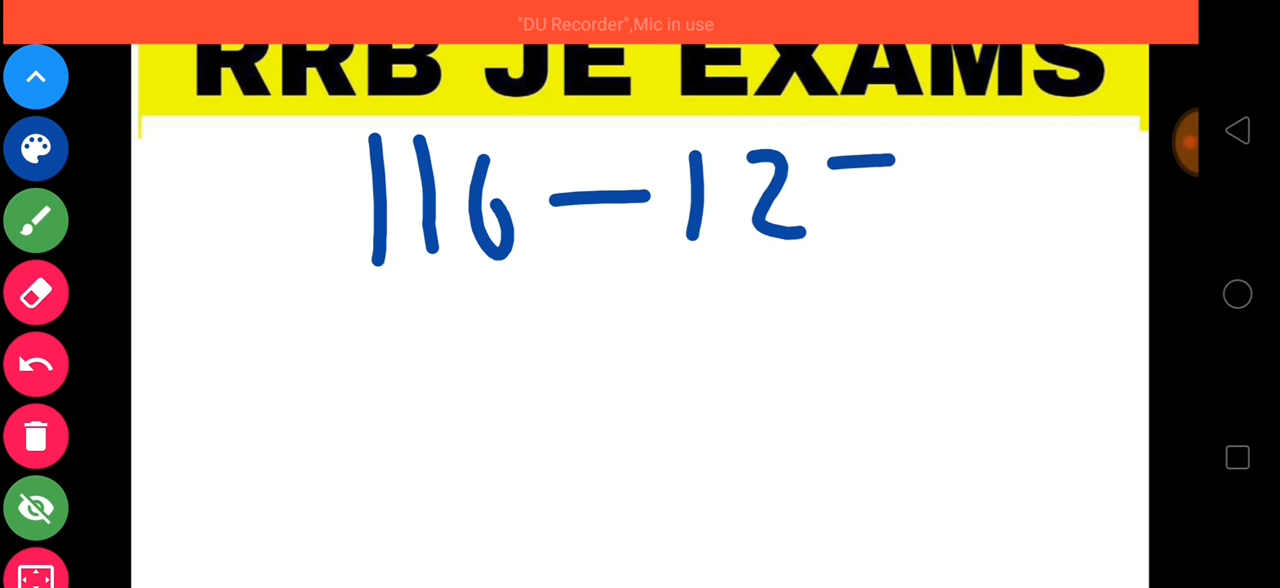 "DU Recorder",Mic in use
RRB JE EXAMS
116-12-